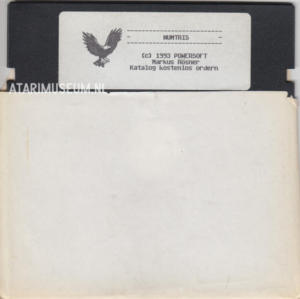 NUMTRIS
(c) 1993 POWERSOFT
Markus Rösner
Katalog kostenlos ordern
ATARIMUSEUM.NL